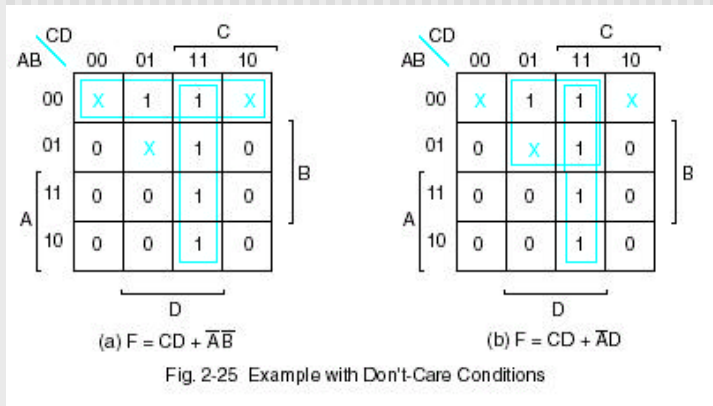 CD C CD C
AB 00 01 11 10 AB 00 01 11 10
00 X 1 1 X 00 X 1 1 X
01 0 X 1 0 01 0 X 1 0
B B
11 0 0 1 0 11 0 0 1 0
A A
10 0 0 1 0 10 0 0 1 0
D D
(a) F = CD + A̅B̅ (b) F = CD + A̅D
Fig. 2-25 Example with Don't-Care Conditions